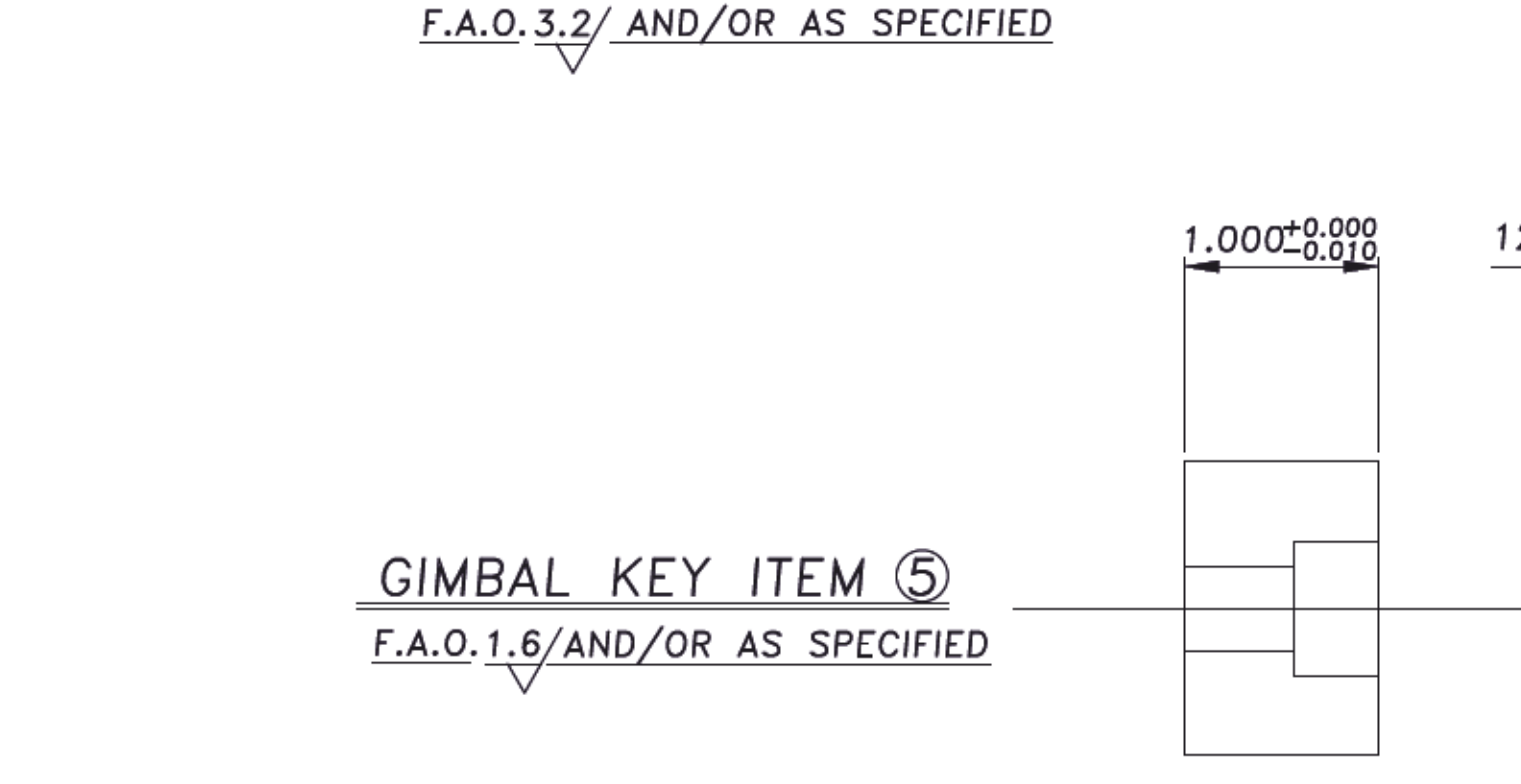 F.A.O. 3.2/ AND/OR AS SPECIFIED
1.000 +0.000
-0.010
GIMBAL KEY ITEM 5
F.A.O. 1.6/AND/OR AS SPECIFIED